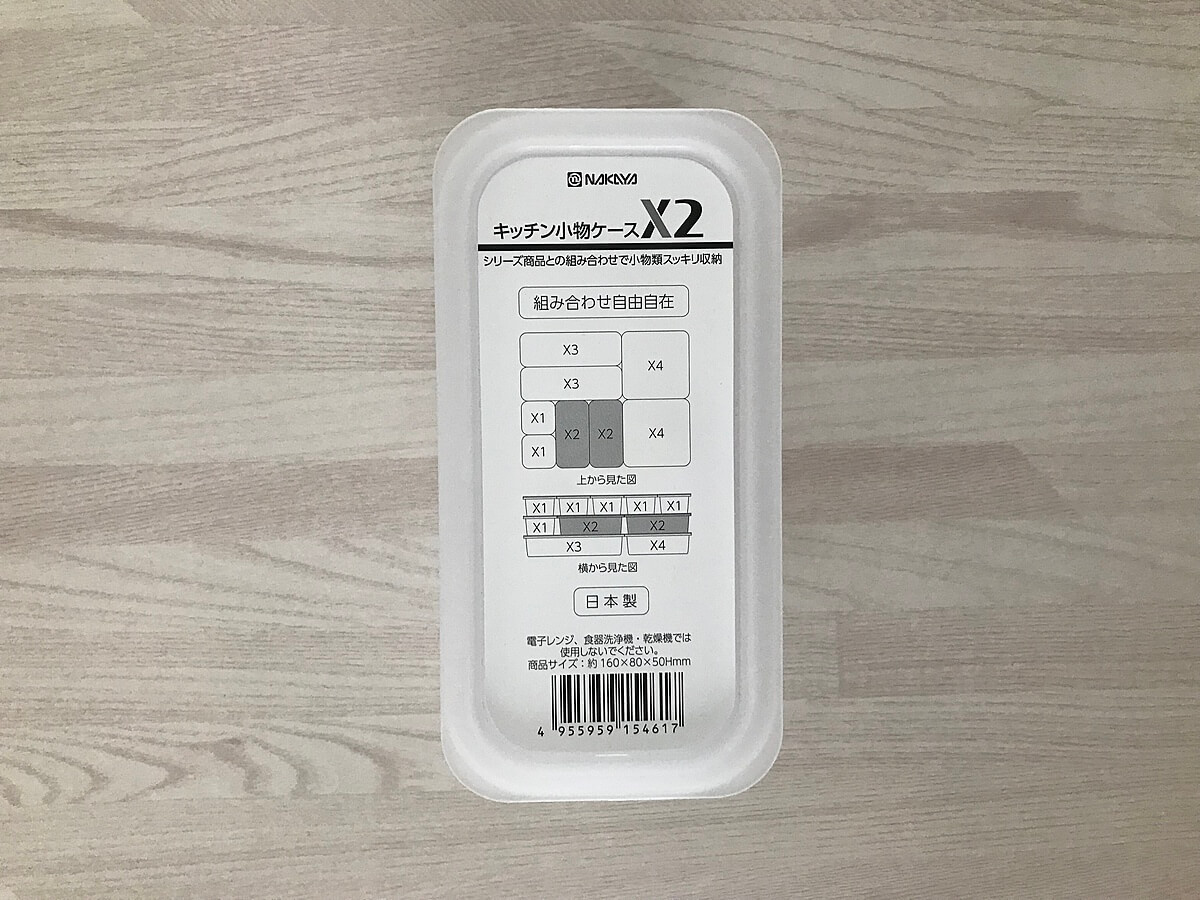 NAKAYA
キッチン小物ケースX2
シリーズ商品との組み合わせで小物類スッキリ収納
組み合わせ自由自在
X3
X4
X3
X1
X2 X2
X4
X1
上から見た図
X1 X1 X1 X1 X1
X1 X2 X2
X3 X4
横から見た図
日本製
電子レンジ、食器洗浄機・乾燥機では
使用しないでください。
商品サイズ：約160×80×50Hmm
4 955959 154617